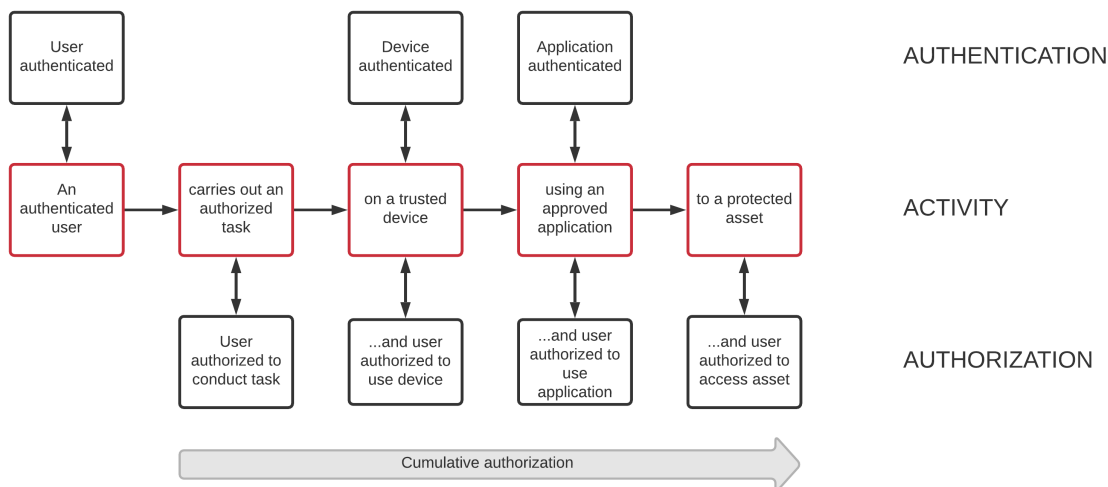 User
authenticated
Device
authenticated
Application
authenticated
AUTHENTICATION
An
authenticated
user
carries out an
authorized
task
on a trusted
device
using an
approved
application
to a protected
asset
ACTIVITY
User
authorized to
conduct task
...and user
authorized to
use device
...and user
authorized to
use
application
...and user
authorized to
access asset
AUTHORIZATION
Cumulative authorization